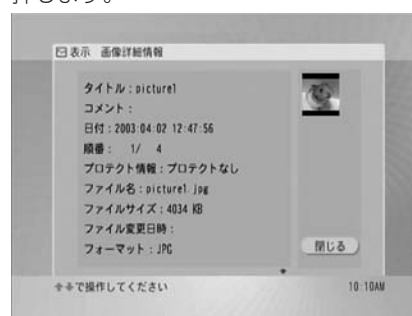 押します。
表示 画像詳細情報
タイトル：picture1
コメント：
日付：2003:04:02 12:47:56
順番： 1/ 4
プロテクト情報：プロテクトなし
ファイル名：picture1.jpg
ファイルサイズ：4034 KB
ファイル変更日時：
フォーマット：JPG
閉じる
↑↓で操作してください 10:10AM